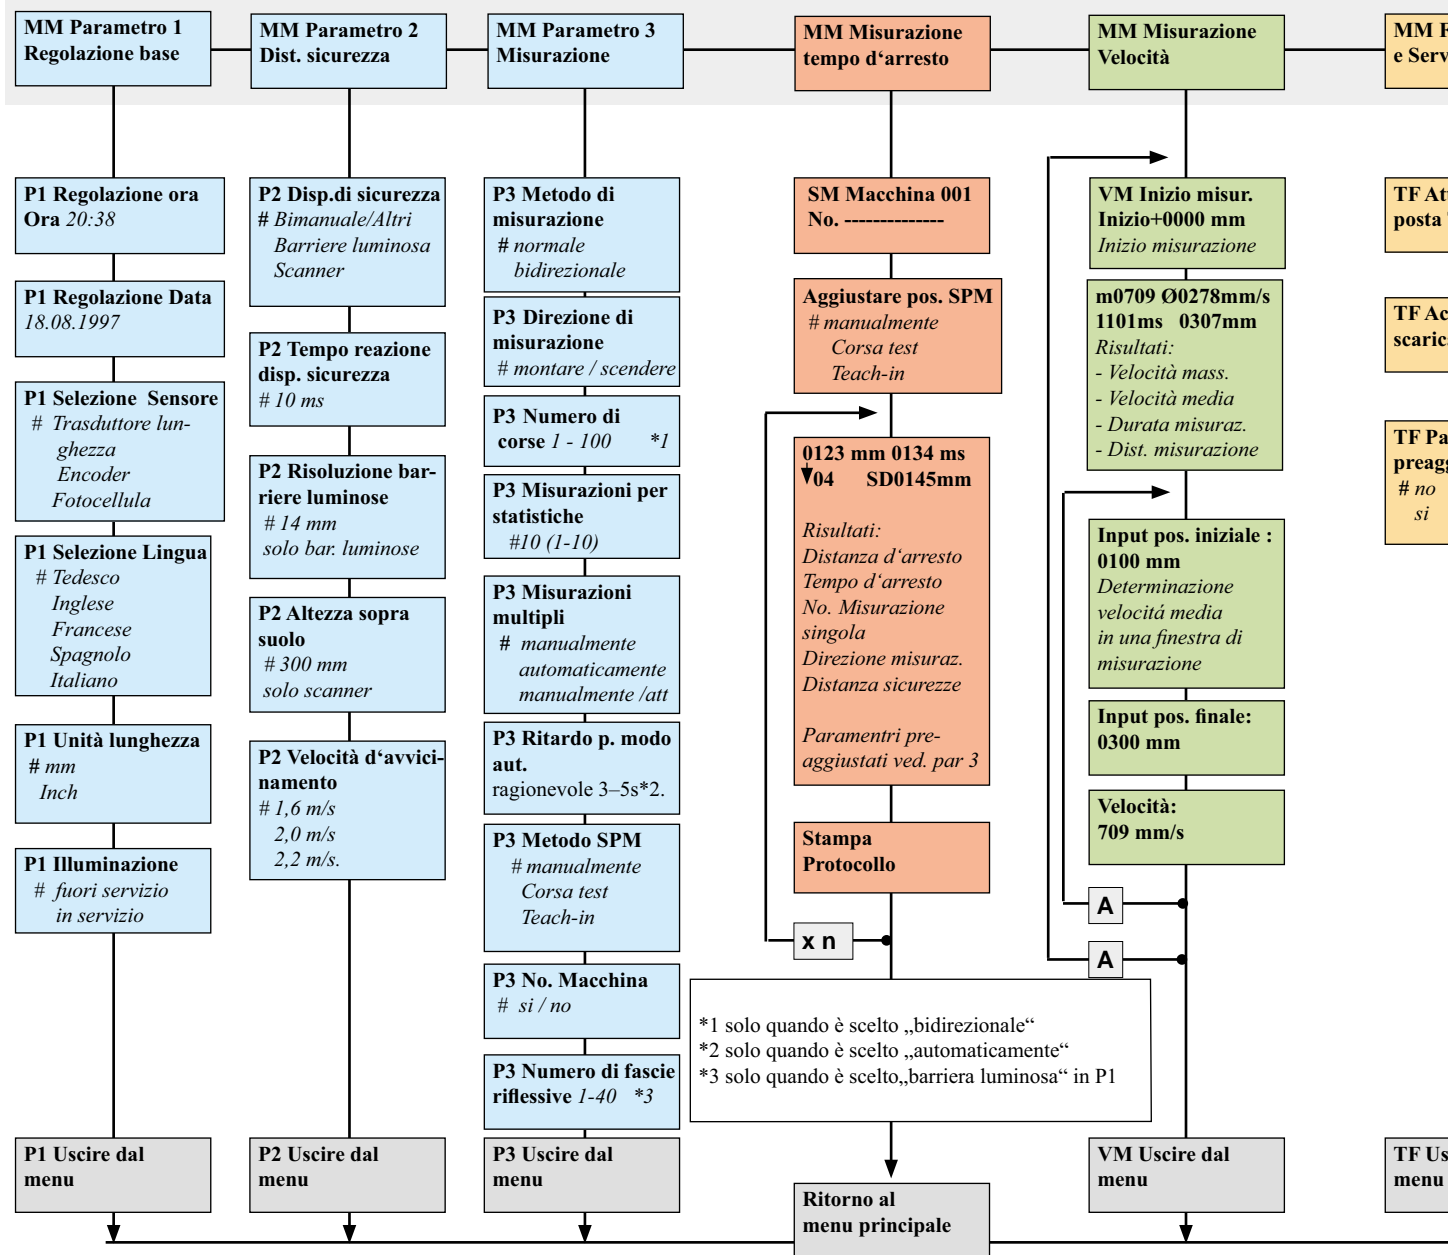 MM Parametro 1
Regolazione base
MM Parametro 2
Dist. sicurezza
MM Parametro 3
Misurazione
MM Misurazione
tempo d‘arresto
MM Misurazione
Velocità
MM
e
P1 Regolazione ora
Ora 20:38
P1 Regolazione Data
18.08.1997
P1 Selezione Sensore
# Trasduttore lun-
ghezza
Encoder
Fotocellula
P1 Selezione Lingua
# Tedesco
Inglese
Francese
Spagnolo
Italiano
P1 Unità lunghezza
# mm
Inch
P1 Illuminazione
# fuori servizio
in servizio
P1 Uscire dal
menu
P2 Disp.di sicurezza
# Bimanuale/Altri
Barriere luminosa
Scanner
P2 Tempo reazione
disp. sicurezza
# 10 ms
P2 Risoluzione bar-
riere luminose
# 14 mm
solo bar. luminose
P2 Altezza sopra
suolo
# 300 mm
solo scanner
P2 Velocità d‘avvici-
namento
# 1,6 m/s
2,0 m/s
2,2 m/s.
P2 Uscire dal
menu
P3 Metodo di
misurazione
# normale
bidirezionale
P3 Direzione di
misurazione
# montare / scendere
P3 Numero di
corse 1 - 100 *1
P3 Misurazioni per
statistiche
#10 (1-10)
P3 Misurazioni
multipli
# manualmente
automaticamente
manualmente /att
P3 Ritardo p. modo
aut.
ragionevole 3–5s*2.
P3 Metodo SPM
# manualmente
Corsa test
Teach-in
P3 No. Macchina
# si / no
P3 Numero di fascie
riflessive 1-40 *3
P3 Uscire dal
menu
SM Macchina 001
No. --------------
Aggiustare pos. SPM
# manualmente
Corsa test
Teach-in
0123 mm 0134 ms
04 SD0145mm
Risultati:
Distanza d’arresto
Tempo d’arresto
No. Misurazione
singola
Direzione misuraz.
Distanza sicurezze
Paramentri pre-
aggiustati ved. par 3
Stampa
Protocollo
x n
*1 solo quando è scelto „bidirezionale“
*2 solo quando è scelto „automaticamente“
*3 solo quando è scelto„barriera luminosa“ in P1
Ritorno al
menu principale
VM Inizio misur.
Inizio+0000 mm
Inizio misurazione
m0709 Ø0278mm/s
1101ms 0307mm
Risultati:
- Velocità mass.
- Velocità media
- Durata misuraz.
- Dist. misurazione
Input pos. iniziale :
0100 mm
Determinazione
velocitá media
in una finestra di
misurazione
Input pos. finale:
0300 mm
Velocità:
709 mm/s
A
A
VM Uscire dal
menu
TF
posta
TF
TF
# no
si
TF
menu